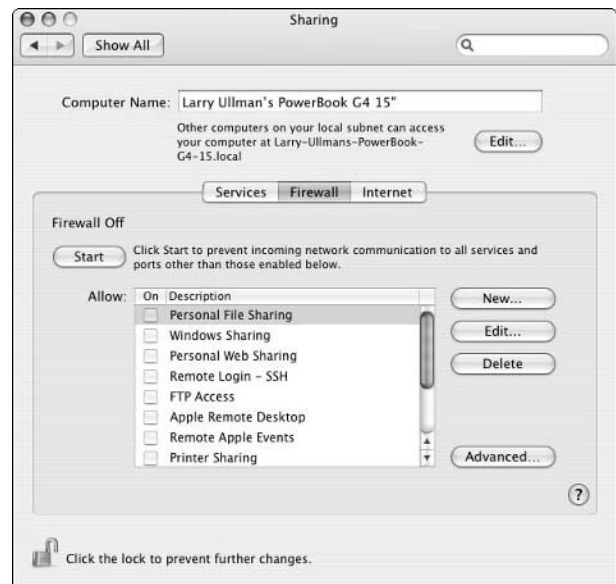 Sharing
Show All
Computer Name: Larry Ullman's PowerBook G4 15"
Other computers on your local subnet can access
your computer at Larry-Ullmans-PowerBook-
G4-15.local
Edit...
Services Firewall Internet
Firewall Off
Start
Click Start to prevent incoming network communication to all services and
ports other than those enabled below.
Allow:
On Description
Personal File Sharing
Windows Sharing
Personal Web Sharing
Remote Login - SSH
FTP Access
Apple Remote Desktop
Remote Apple Events
Printer Sharing
New...
Edit...
Delete
Advanced...
?
Click the lock to prevent further changes.